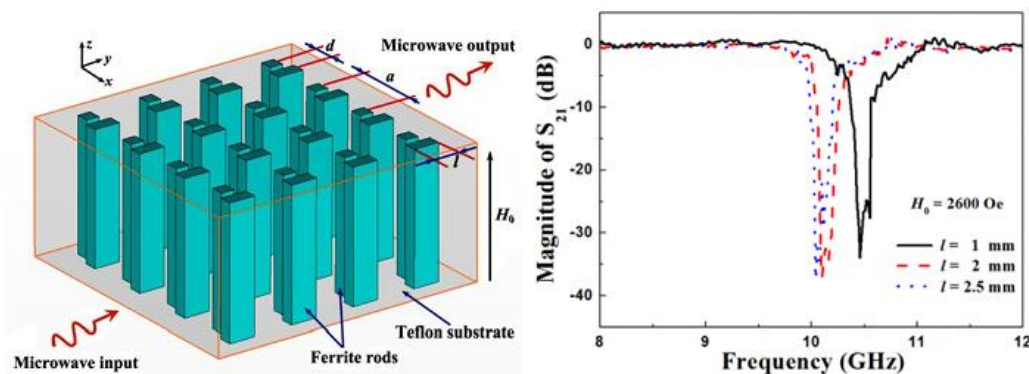 z
y
x
d
Microwave output
a
l
H₀
Teflon substrate
Ferrite rods
Microwave input
Magnitude of S₂₁ (dB)
0
-10
-20
-30
-40
H₀ = 2600 Oe
l = 1 mm
l = 2 mm
l = 2.5 mm
8 9 10 11 12
Frequency (GHz)